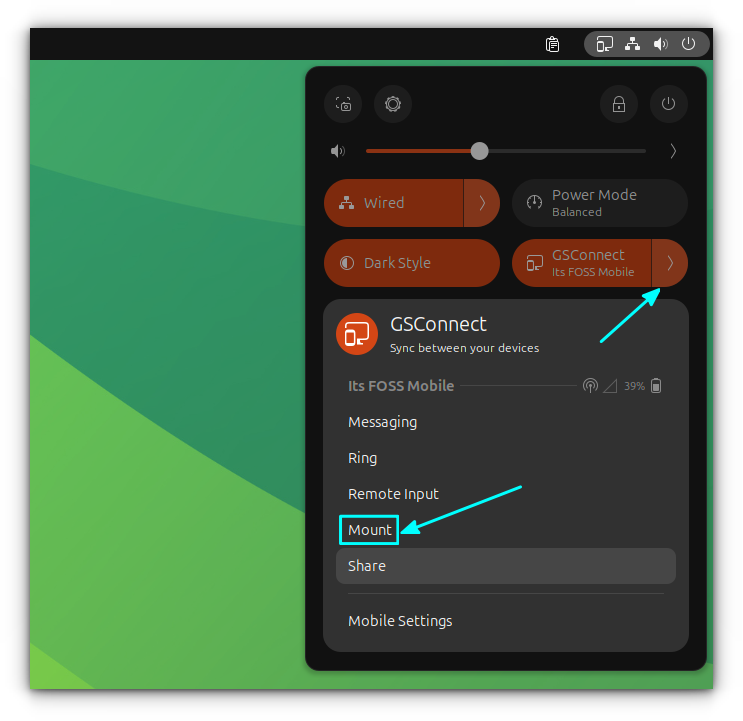 Wired
Power Mode
Balanced
Dark Style
GSConnect
Its FOSS Mobile
GSConnect
Sync between your devices
Its FOSS Mobile 39%
Messaging
Ring
Remote Input
Mount
Share
Mobile Settings